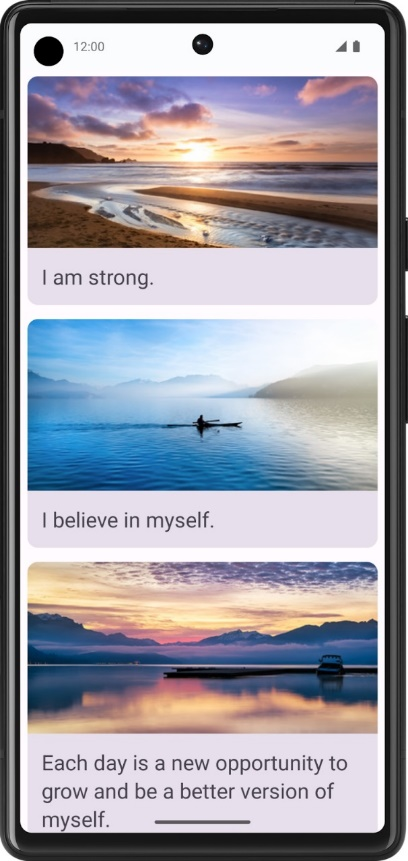 12:00
I am strong.
I believe in myself.
Each day is a new opportunity to
grow and be a better version of
myself.